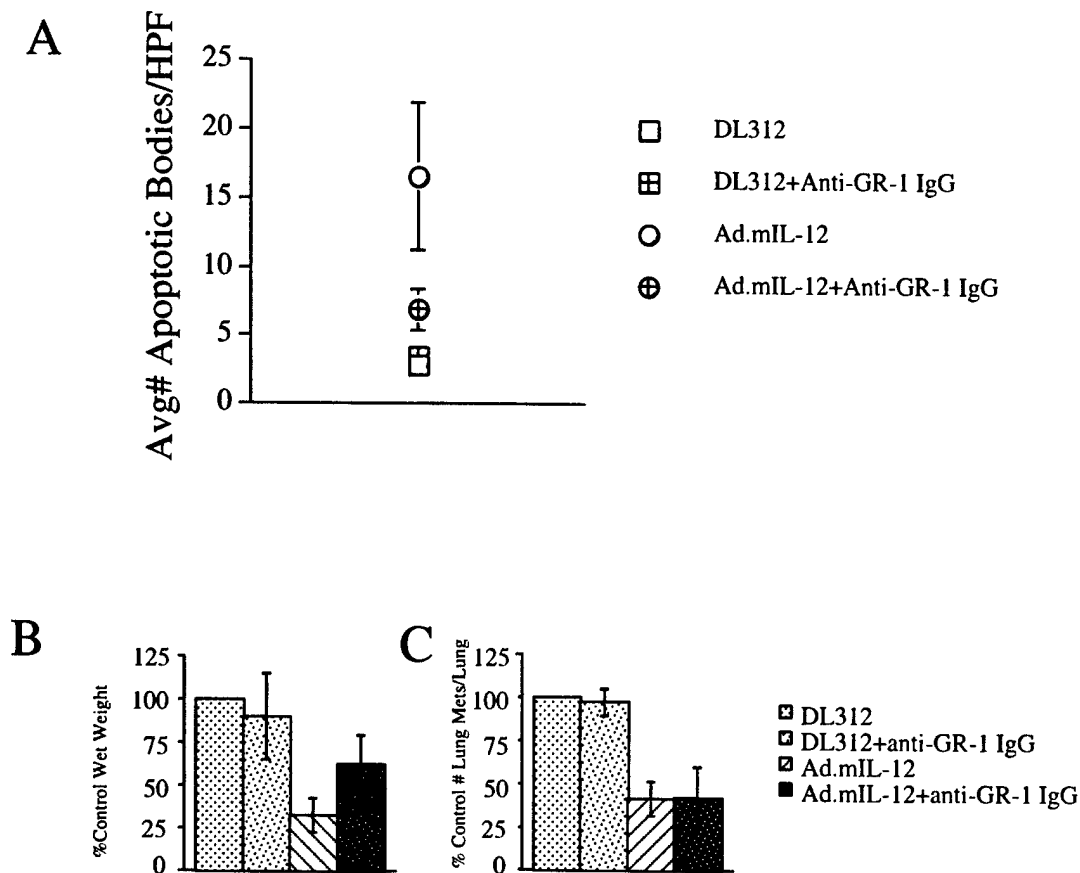 A
Avg# Apoptotic Bodies/HPF
25
20
15
10
5
0
DL312
DL312+Anti-GR-1 IgG
Ad.mIL-12
Ad.mIL-12+Anti-GR-1 IgG
B
%Control Wet Weight
125
100
75
50
25
0
C
% Control # Lung Mets/Lung
125
100
75
50
25
0
DL312
DL312+anti-GR-1 IgG
Ad.mIL-12
Ad.mIL-12+anti-GR-1 IgG